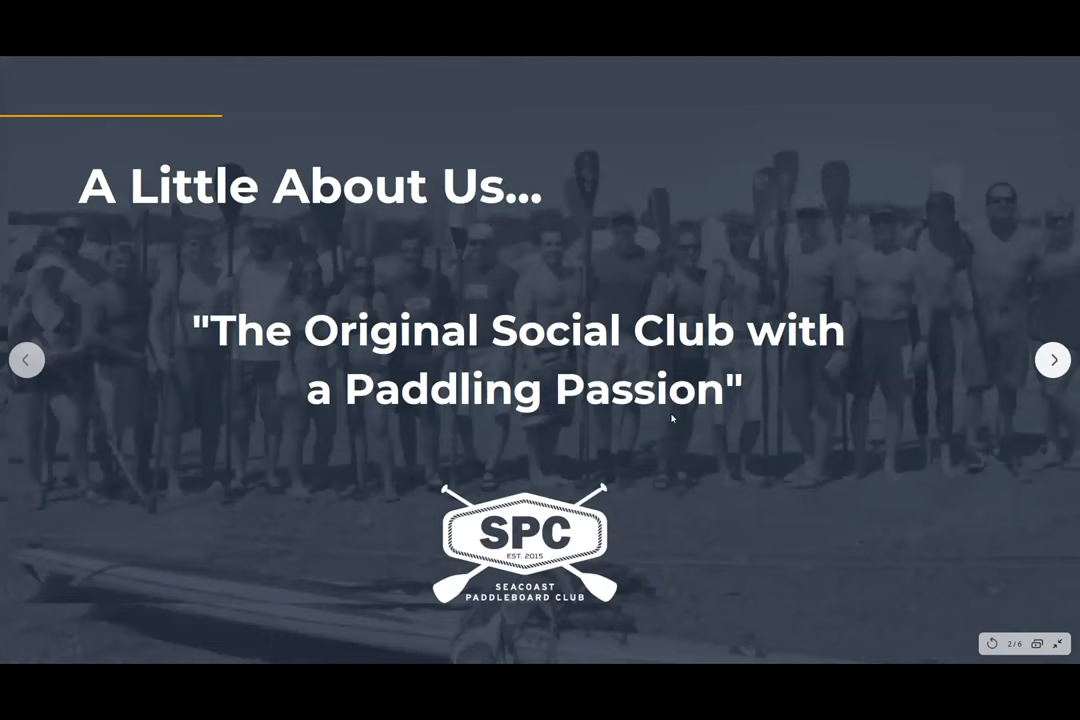 A Little About Us...
"The Original Social Club with
a Paddling Passion"
SPC
EST. 2015
SEACOAST
PADDLEBOARD CLUB
2/6